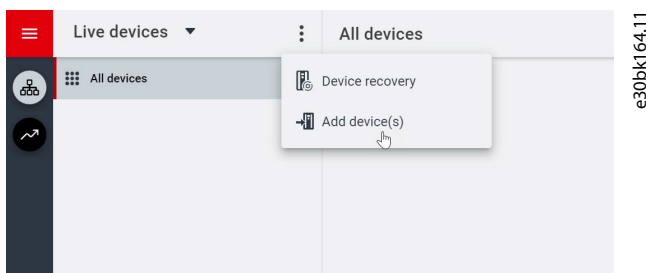 Live devices
All devices
All devices
Device recovery
Add device(s)
e30bk164.11